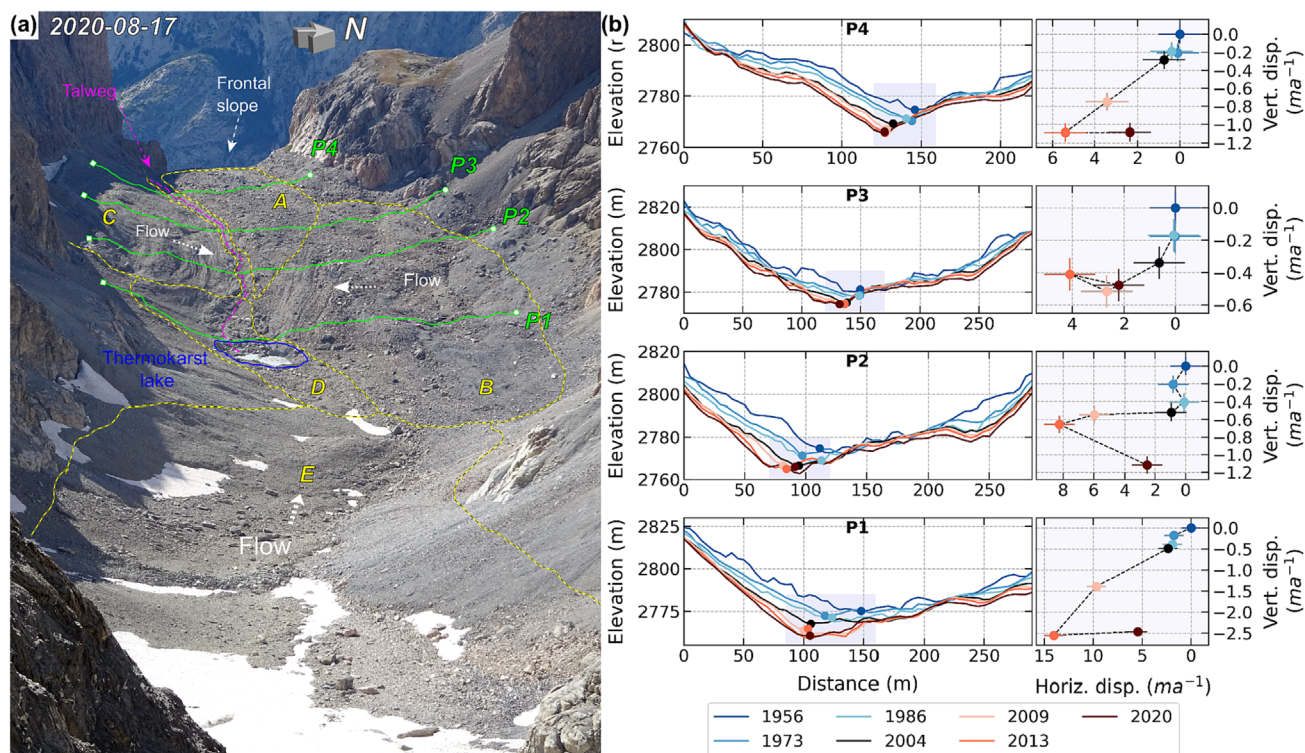 (a)
2020-08-17
N
Talweg
Frontal
slope
P4
P3
A
P2
C
Flow
Flow
P1
Thermokarst
lake
D
B
E
Flow
(b)
P4
Elevation (r
2800
2780
2760
0 50 100 150 200
6 4 2 0
0.0
−0.2
−0.4
−0.6
−0.8
−1.0
−1.2
Vert. disp.
(ma⁻¹)
P3
Elevation (m)
2820
2800
2780
2760
0 50 100 150 200 250 300
4 2 0
0.0
−0.2
−0.4
−0.6
Vert. disp.
(ma⁻¹)
P2
Elevation (m)
2820
2800
2780
2760
0 50 100 150 200 250
8 6 4 2 0
0.0
−0.2
−0.4
−0.6
−0.8
−1.0
−1.2
Vert. disp.
(ma⁻¹)
P1
Elevation (m)
2825
2800
2775
0 50 100 150 200 250
15 10 5 0
0.0
−0.5
−1.0
−1.5
−2.0
−2.5
Vert. disp.
(ma⁻¹)
Distance (m)
Horiz. disp. (ma⁻¹)
1956 1986 2009 2020
1973 2004 2013